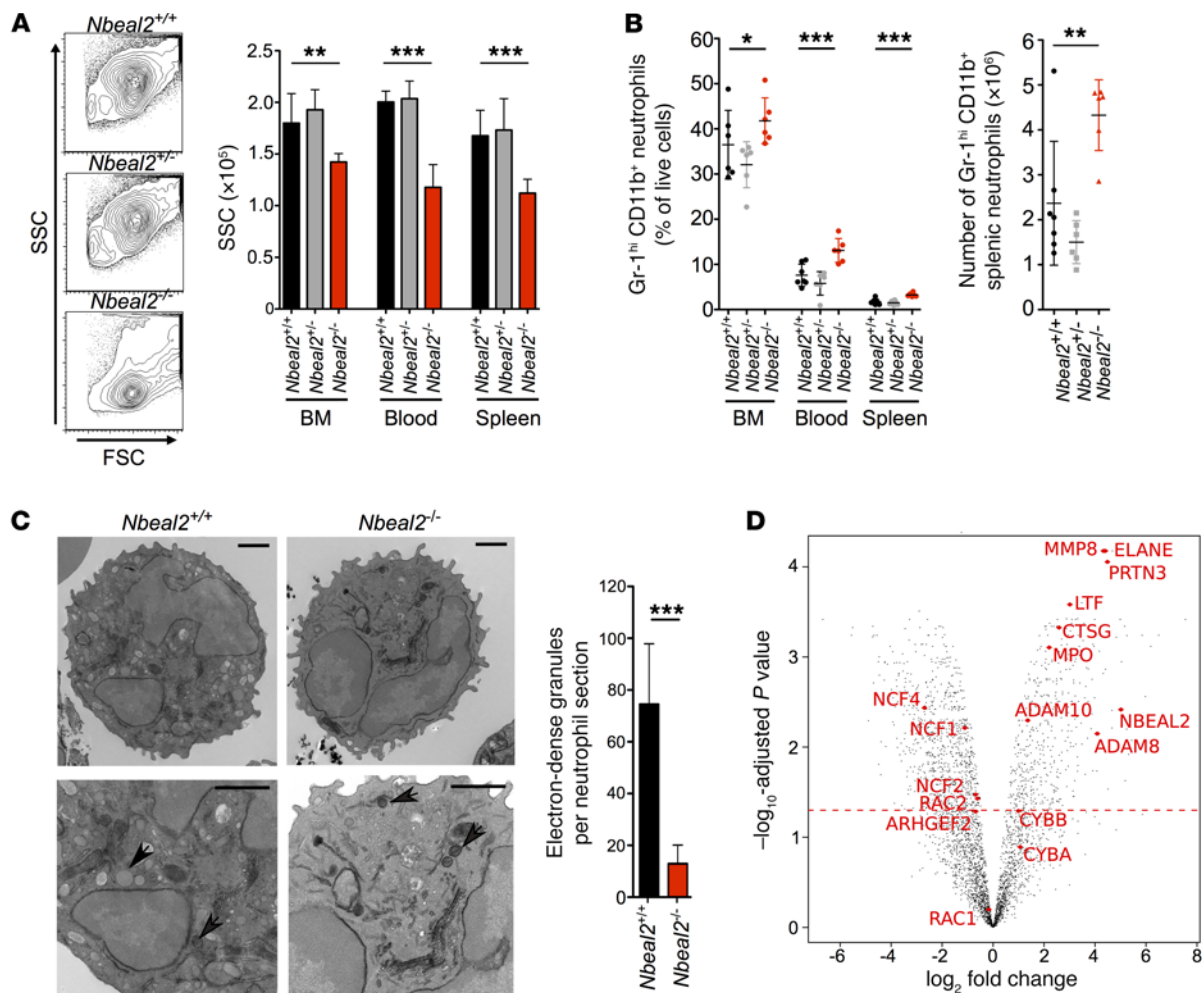 A
Nbeal2+/+
Nbeal2+/-
Nbeal2-/-
SSC
FSC
SSC (×10⁵)
2.5
2.0
1.5
1.0
0.5
0
** *** ***
Nbeal2+/+ Nbeal2+/- Nbeal2-/- Nbeal2+/+ Nbeal2+/- Nbeal2-/- Nbeal2+/+ Nbeal2+/- Nbeal2-/-
BM Blood Spleen
B
Gr-1hi CD11b+ neutrophils
(% of live cells)
60
50
40
30
20
10
0
* *** ***
Nbeal2+/+ Nbeal2+/- Nbeal2-/- Nbeal2+/+ Nbeal2+/- Nbeal2-/- Nbeal2+/+ Nbeal2+/- Nbeal2-/-
BM Blood Spleen
Number of Gr-1hi CD11b+
splenic neutrophils (×10⁶)
6
5
4
3
2
1
0
**
Nbeal2+/+ Nbeal2+/- Nbeal2-/-
C
Nbeal2+/+ Nbeal2-/-
Electron-dense granules
per neutrophil section
120
100
80
60
40
20
0
***
Nbeal2+/+ Nbeal2-/-
D
–log₁₀-adjusted P value
4
3
2
1
0
MMP8 ELANE
PRTN3
LTF
CTSG
MPO
NCF4
ADAM10
NBEAL2
NCF1
ADAM8
NCF2
RAC2
ARHGEF2
CYBB
CYBA
RAC1
-6 -4 -2 0 2 4 6 8
log₂ fold change